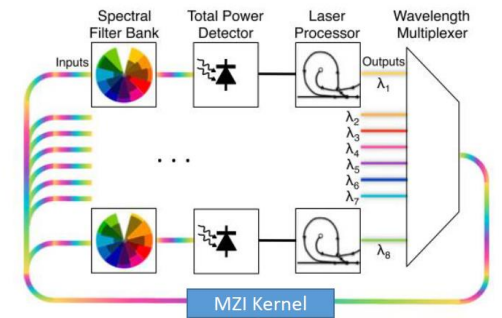 Spectral
Filter Bank
Total Power
Detector
Laser
Processor
Wavelength
Multiplexer
Inputs
Outputs
λ1
λ2
λ3
λ4
λ5
λ6
λ7
. . .
λ8
MZI Kernel